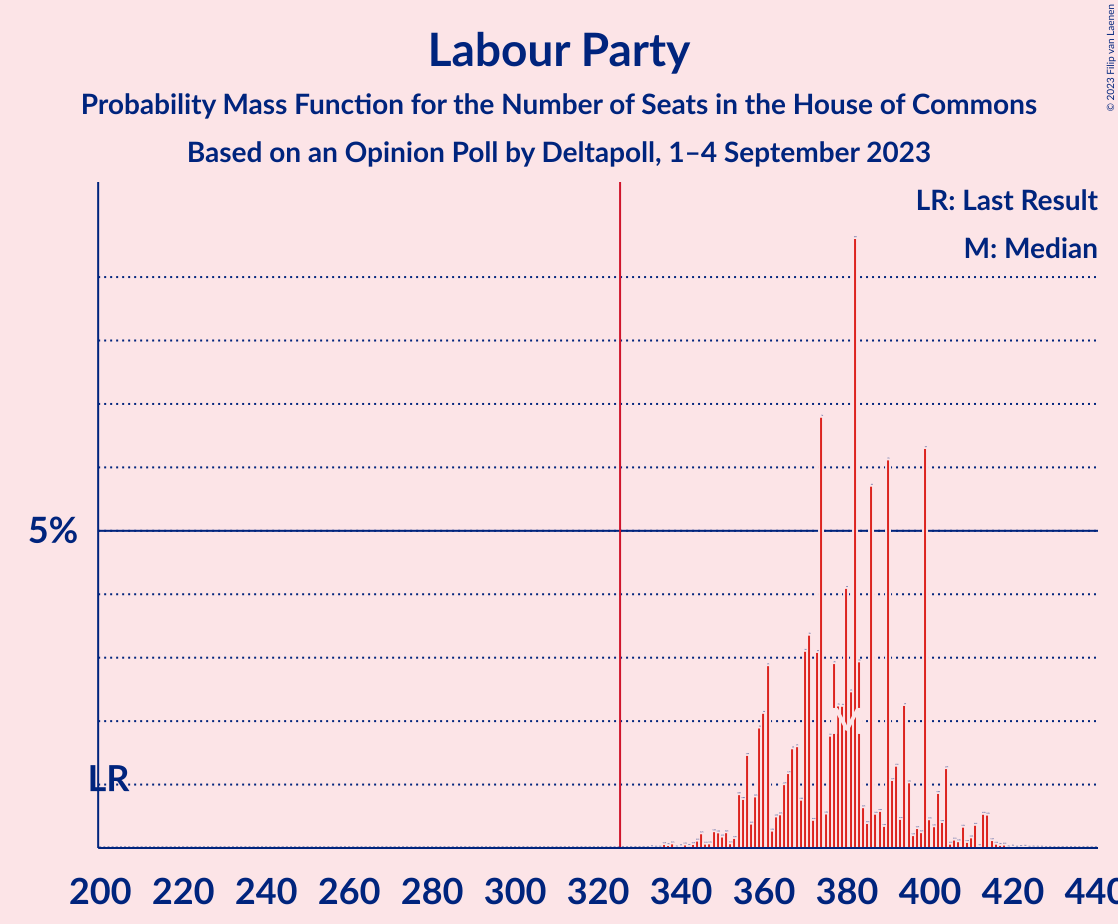 Labour Party
Probability Mass Function for the Number of Seats in the House of Commons
Based on an Opinion Poll by Deltapoll, 1–4 September 2023
© 2023 Filip van Laenen
LR: Last Result
M: Median
5%
LR
M
200 220 240 260 280 300 320 340 360 380 400 420 440